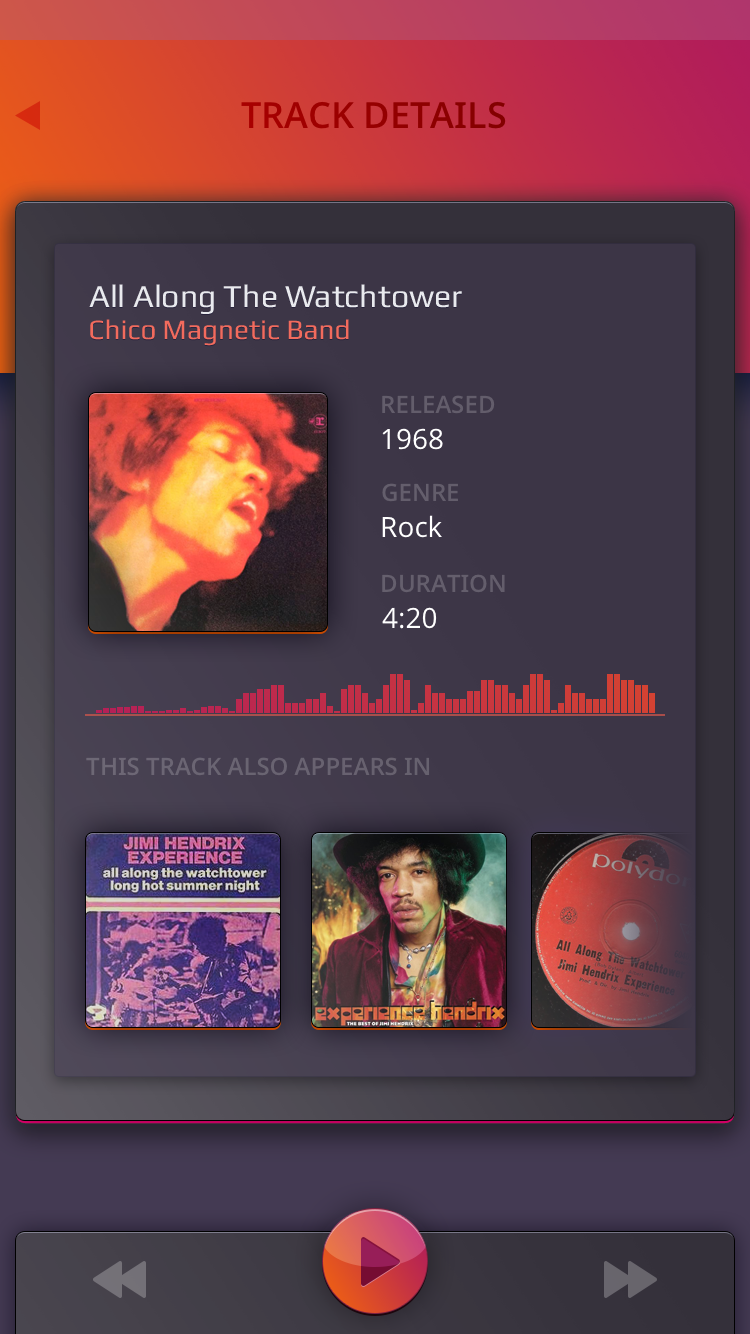 TRACK DETAILS
All Along The Watchtower
Chico Magnetic Band
RELEASED
1968
GENRE
Rock
DURATION
4:20
THIS TRACK ALSO APPEARS IN
JIMI HENDRIX
EXPERIENCE
all along the watchtower
long hot summer night
experience hendrix
THE BEST OF JIMI HENDRIX
polydo
All Along The Watchtow
Jimi Hendrix Experience